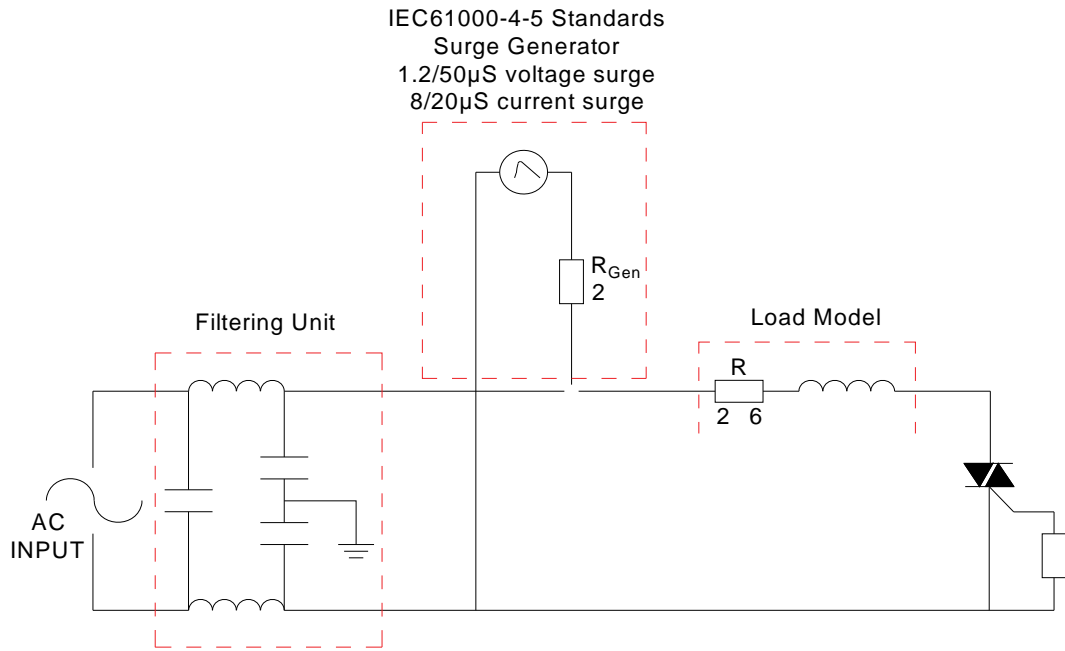 IEC61000-4-5 Standards
Surge Generator
1.2/50µS voltage surge
8/20µS current surge
R_Gen
2
Filtering Unit
Load Model
R
2 6
AC
INPUT